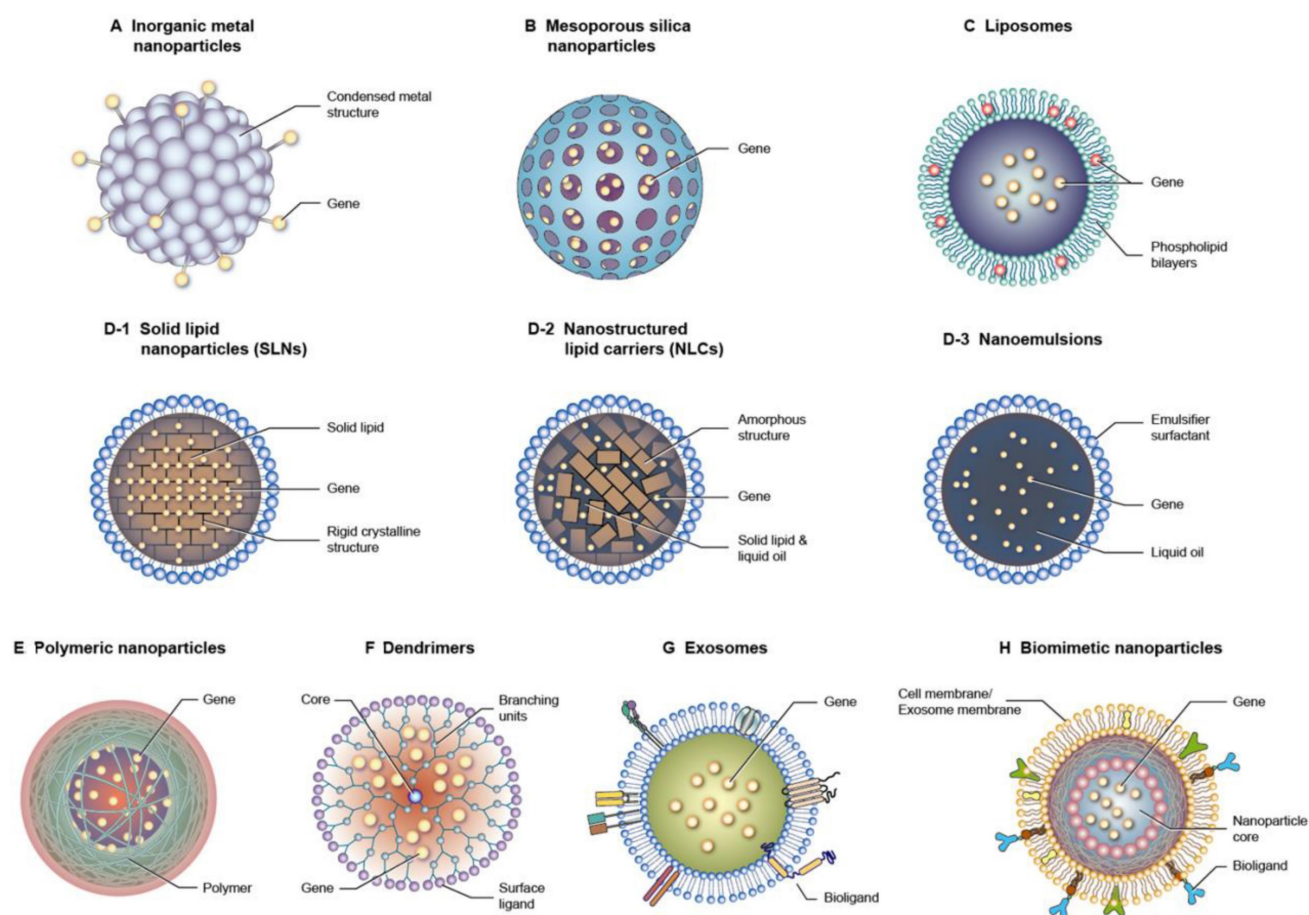 A Inorganic metal
nanoparticles
Condensed metal
structure
Gene
B Mesoporous silica
nanoparticles
Gene
C Liposomes
Gene
Phospholipid
bilayers
D-1 Solid lipid
nanoparticles (SLNs)
Solid lipid
Gene
Rigid crystalline
structure
D-2 Nanostructured
lipid carriers (NLCs)
Amorphous
structure
Gene
Solid lipid &
liquid oil
D-3 Nanoemulsions
Emulsifier
surfactant
Gene
Liquid oil
E Polymeric nanoparticles
Gene
Polymer
F Dendrimers
Core
Branching
units
Gene
Surface
ligand
G Exosomes
Gene
Bioligand
H Biomimetic nanoparticles
Cell membrane/
Exosome membrane
Gene
Nanoparticle
core
Bioligand